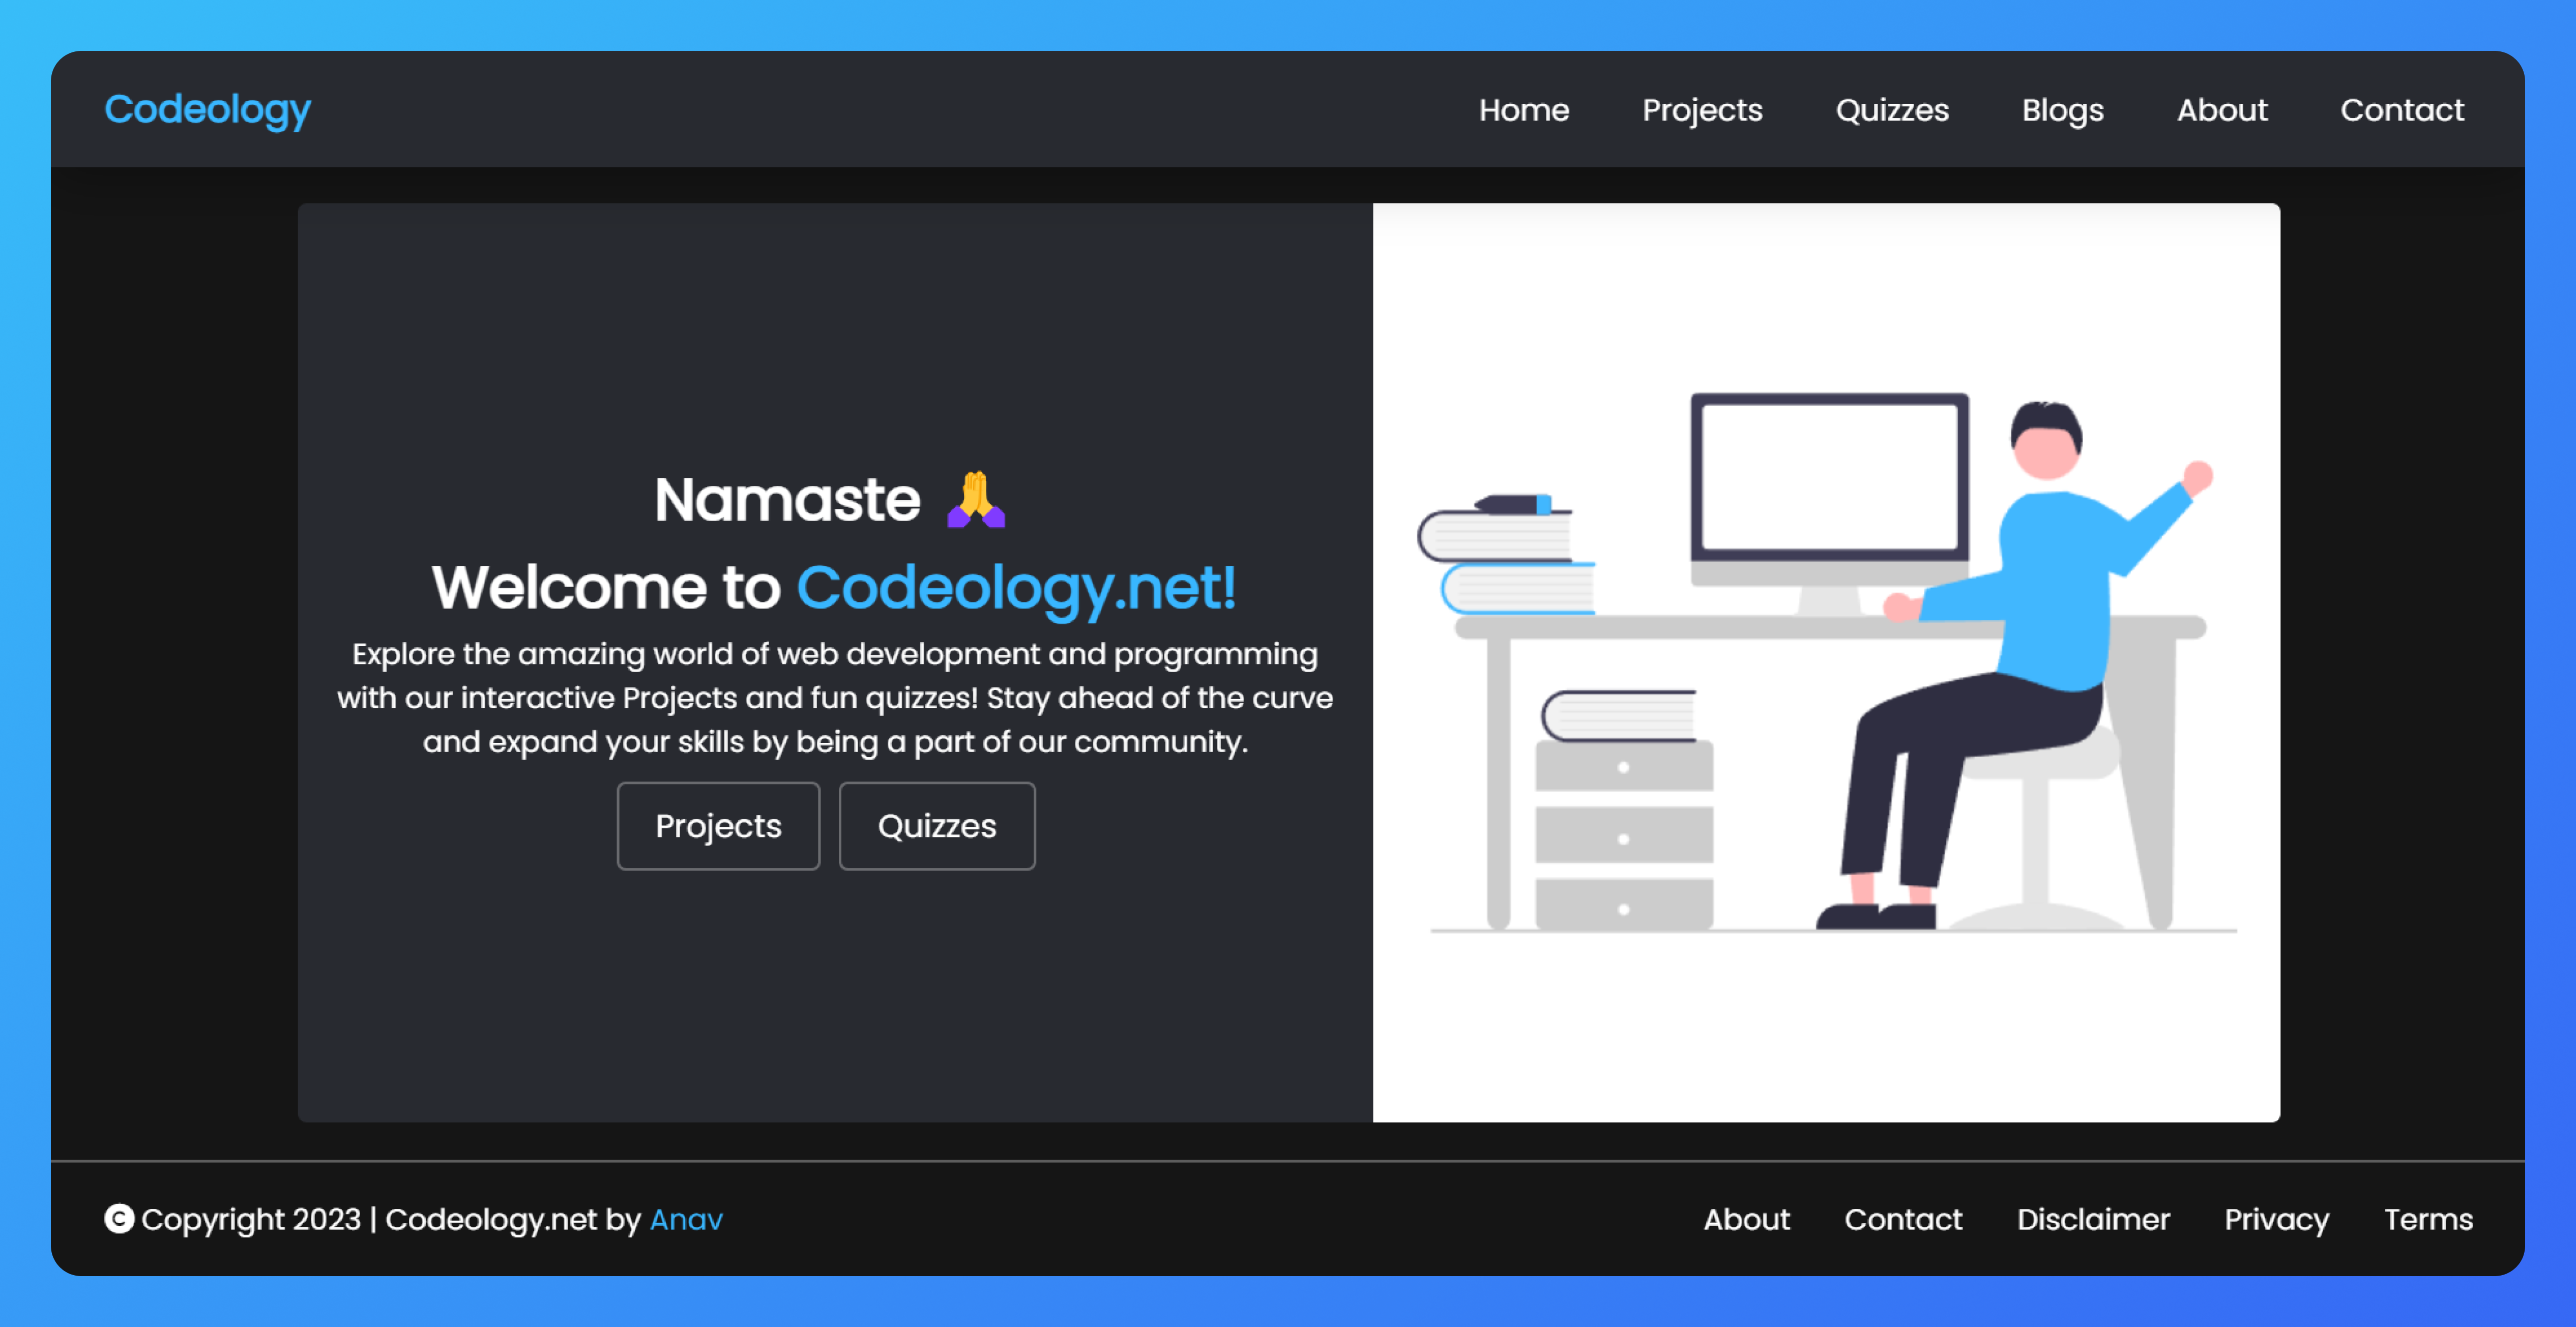 Codeology
Home Projects Quizzes Blogs About Contact
Namaste 🙏
Welcome to Codeology.net!
Explore the amazing world of web development and programming
with our interactive Projects and fun quizzes! Stay ahead of the curve
and expand your skills by being a part of our community.
Projects Quizzes
© Copyright 2023 | Codeology.net by Anav
About Contact Disclaimer Privacy Terms